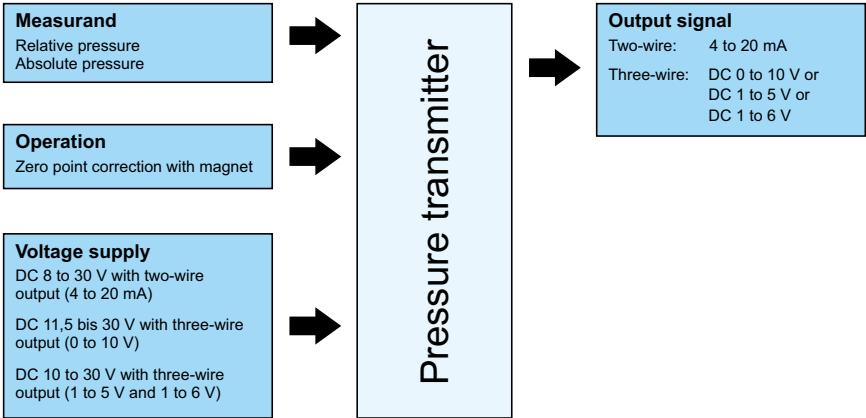 Measurand
Relative pressure
Absolute pressure
Operation
Zero point correction with magnet
Voltage supply
DC 8 to 30 V with two-wire
output (4 to 20 mA)
DC 11,5 bis 30 V with three-wire
output (0 to 10 V)
DC 10 to 30 V with three-wire
output (1 to 5 V and 1 to 6 V)
Pressure transmitter
Output signal
Two-wire: 4 to 20 mA
Three-wire: DC 0 to 10 V or
DC 1 to 5 V or
DC 1 to 6 V